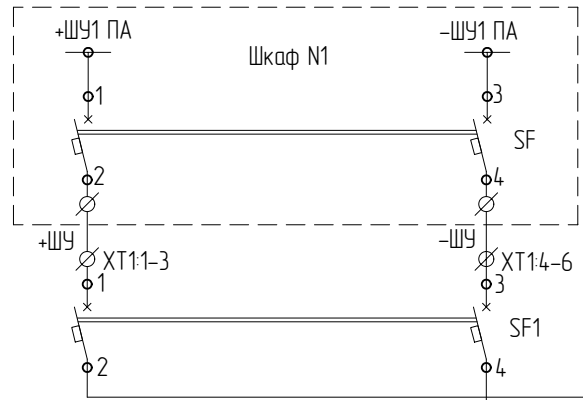 +ШУ1 ПА
-ШУ1 ПА
Шкаф N1
1
3
SF
2
4
+ШУ
-ШУ
XT1:1-3
XT1:4-6
1
3
SF1
2
4